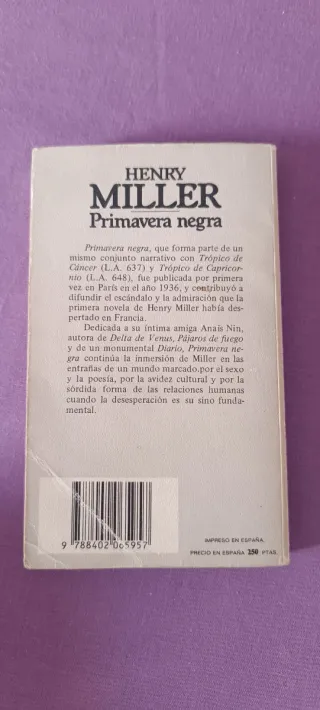 HENRY
MILLER
Primavera negra
Primavera negra, que forma parte de un
mismo conjunto narrativo con Trópico de
Cáncer (L.A. 637) y Trópico de Capricor-
nio (L.A. 648), fue publicada por primera
vez en París en el año 1936, y contribuyó a
difundir el escándalo y la admiración que la
primera novela de Henry Miller había des-
pertado en Francia.
Dedicada a su íntima amiga Anaïs Nin,
autora de Delta de Venus, Pájaros de fuego
y de un monumental Diario, Primavera ne-
gra continúa la inmersión de Miller en las
entrañas de un mundo marcado por el sexo
y la poesía, por la avidez cultural y por la
sórdida forma de las relaciones humanas
cuando la desesperación es su sino funda-
mental.
9 788402 065957
IMPRESO EN ESPAÑA.
PRECIO EN ESPAÑA 250 PTAS.